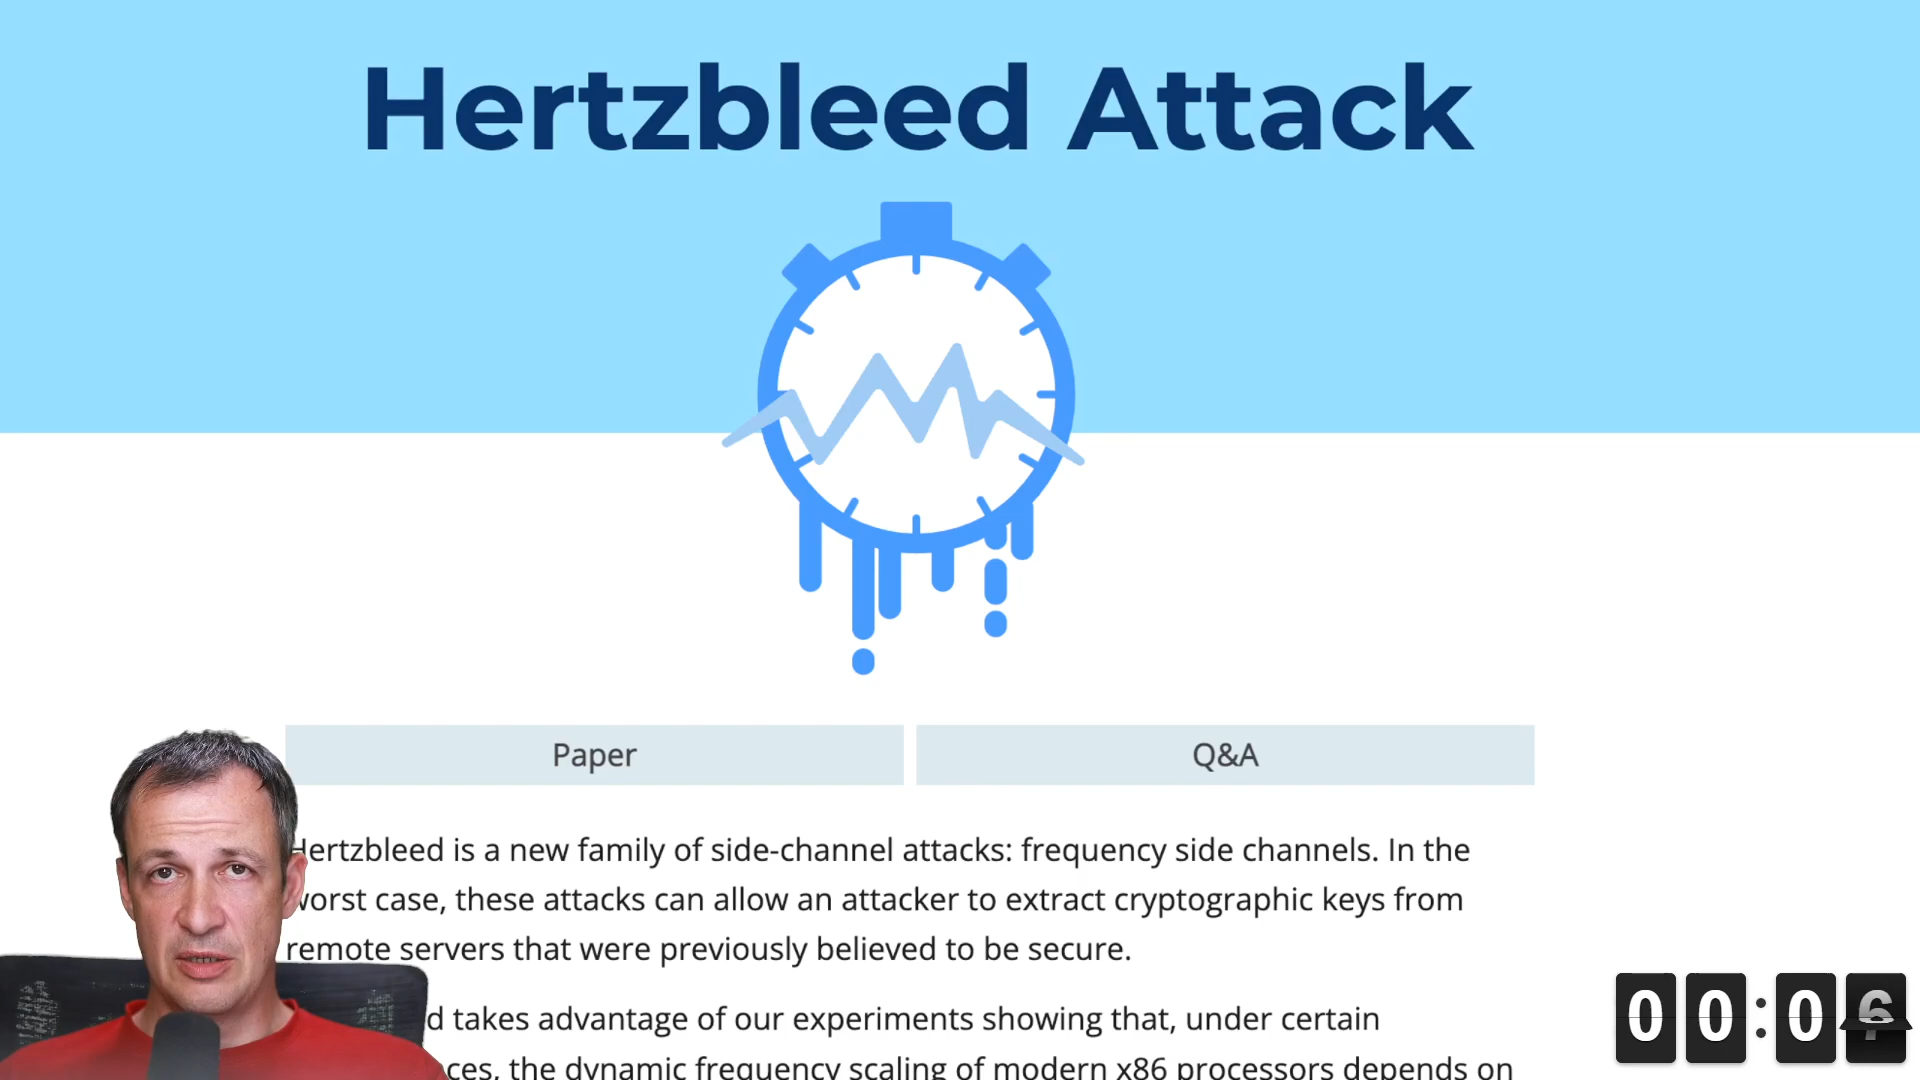 Hertzbleed Attack
Paper
Q&A
Hertzbleed is a new family of side-channel attacks: frequency side channels. In the
worst case, these attacks can allow an attacker to extract cryptographic keys from
remote servers that were previously believed to be secure.
d takes advantage of our experiments showing that, under certain
ces, the dynamic frequency scaling of modern x86 processors depends on
00:06